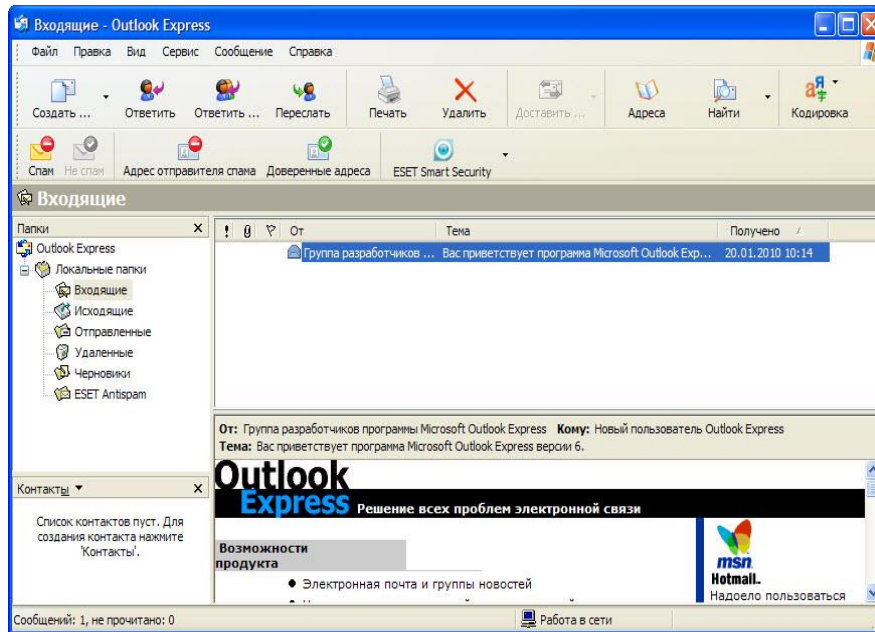 Входящие - Outlook Express
Файл Правка Вид Сервис Сообщение Справка
Создать ... Ответить Ответить ... Переслать Печать Удалить Доставить ... Адреса Найти Кодировка
Спам Не спам Адрес отправителя спама Доверенные адреса ESET Smart Security
Входящие
Папки X
Outlook Express
Локальные папки
Входящие
Исходящие
Отправленные
Удаленные
Черновики
ESET Antispam
От Тема Получено
Группа разработчиков ... Вас приветствует программа Microsoft Outlook Exp... 20.01.2010 10:14
От: Группа разработчиков программы Microsoft Outlook Express Кому: Новый пользователь Outlook Express
Тема: Вас приветствует программа Microsoft Outlook Express версии 6.
Контакты X
Список контактов пуст. Для
создания контакта нажмите
'Контакты'.
Outlook
Express Решение всех проблем электронной связи
Возможности
продукта
Электронная почта и группы новостей
msn
Hotmail.
Надоело пользоваться
Сообщений: 1, не прочитано: 0 Работа в сети